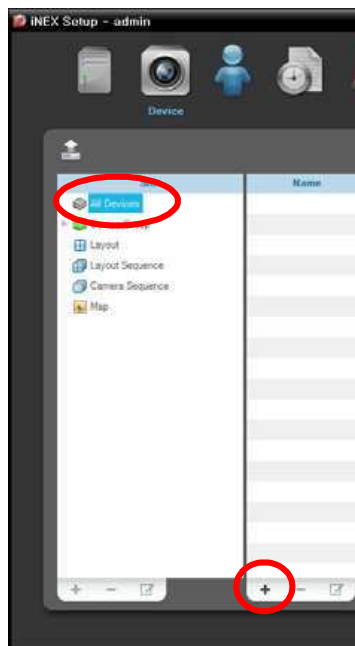 iNEX Setup - admin
Device
Name
All Devices
Layout
Layout Sequence
Camera Sequence
Map
+ -
+ -